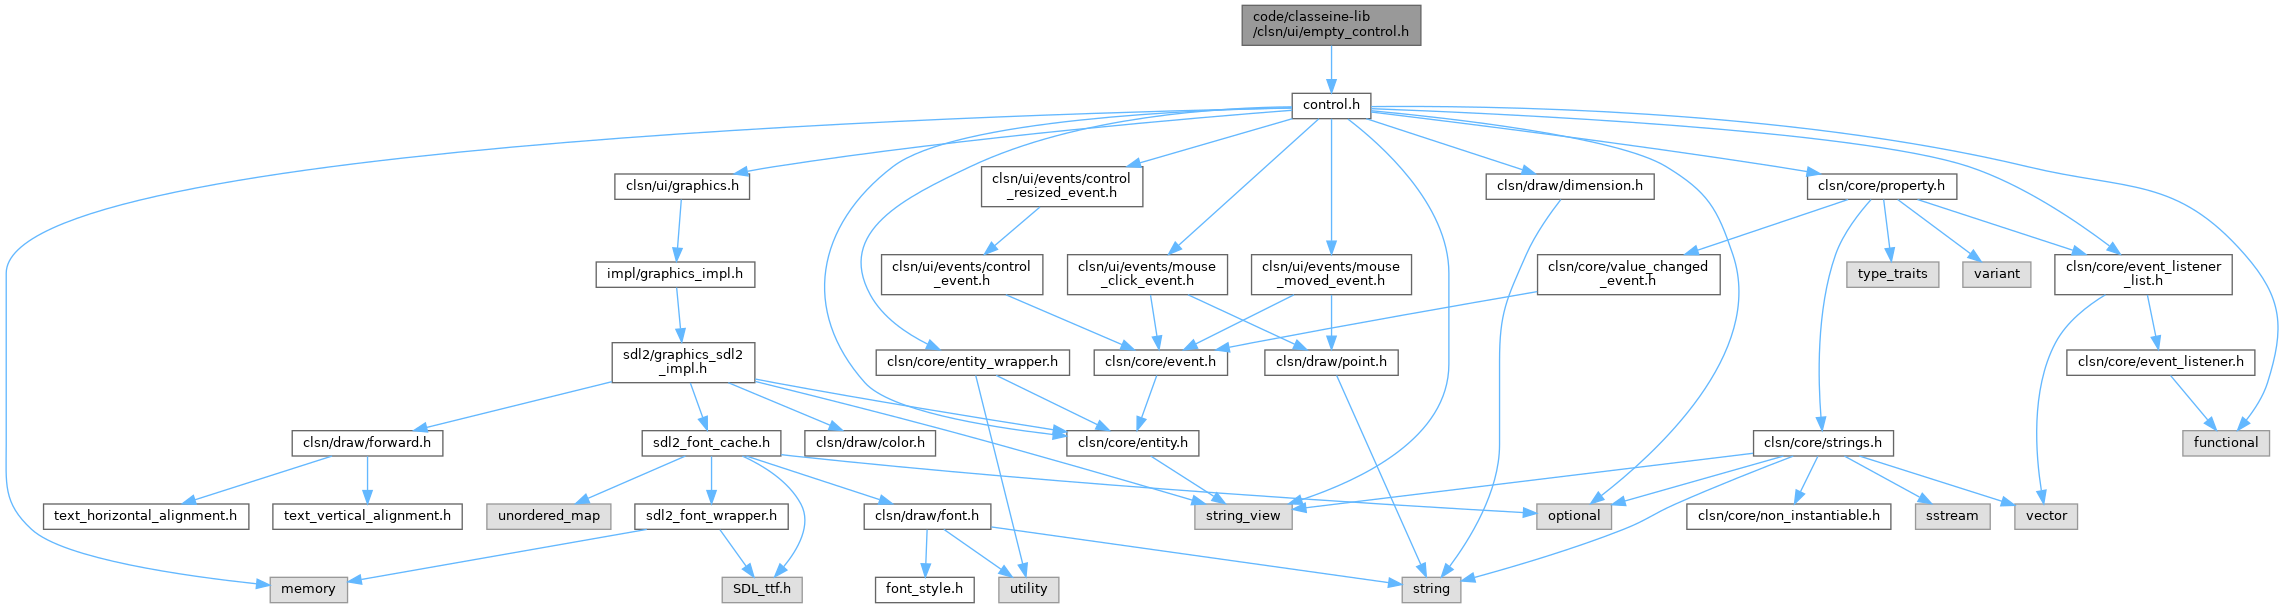 code/classeine-lib
/clsn/ui/empty_control.h
control.h
clsn/ui/graphics.h
clsn/ui/events/control
_resized_event.h
clsn/draw/dimension.h
clsn/core/property.h
impl/graphics_impl.h
clsn/ui/events/control
_event.h
clsn/ui/events/mouse
_click_event.h
clsn/ui/events/mouse
_moved_event.h
clsn/core/value_changed
_event.h
type_traits
variant
clsn/core/event_listener
_list.h
sdl2/graphics_sdl2
_impl.h
clsn/core/entity_wrapper.h
clsn/core/event.h
clsn/draw/point.h
clsn/core/event_listener.h
clsn/draw/forward.h
sdl2_font_cache.h
clsn/draw/color.h
clsn/core/entity.h
clsn/core/strings.h
functional
text_horizontal_alignment.h
text_vertical_alignment.h
unordered_map
sdl2_font_wrapper.h
clsn/draw/font.h
string_view
optional
clsn/core/non_instantiable.h
sstream
vector
memory
SDL_ttf.h
font_style.h
utility
string